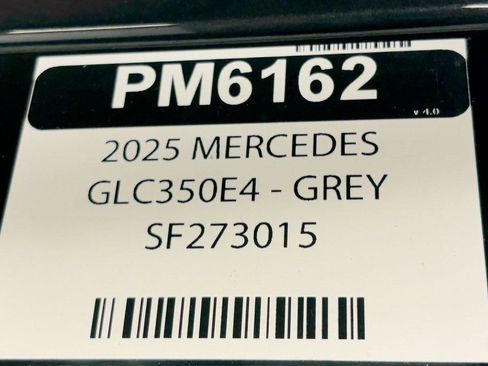 PM6162
v 4.0
2025 MERCEDES
GLC350E4 - GREY
SF273015